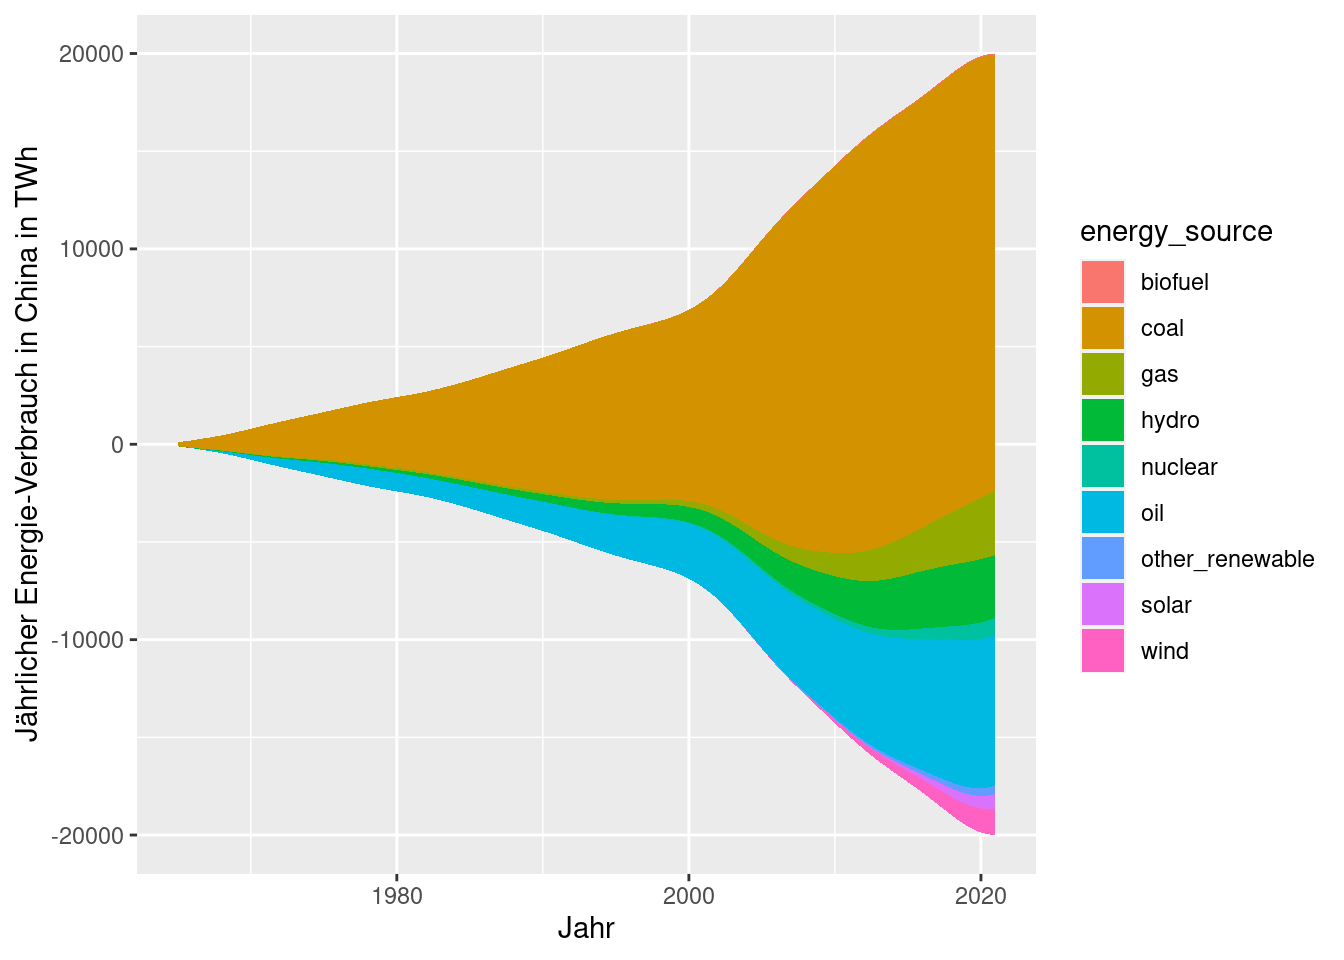 Jährlicher Energie-Verbrauch in China in TWh
20000
10000
0
-10000
-20000
1980
2000
2020
Jahr
energy_source
biofuel
coal
gas
hydro
nuclear
oil
other_renewable
solar
wind